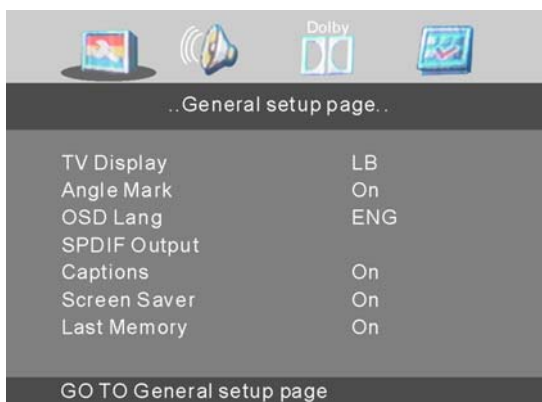 Dolby
..General setup page..
TV Display LB
Angle Mark On
OSD Lang ENG
SPDIF Output
Captions On
Screen Saver On
Last Memory On
GO TO General setup page